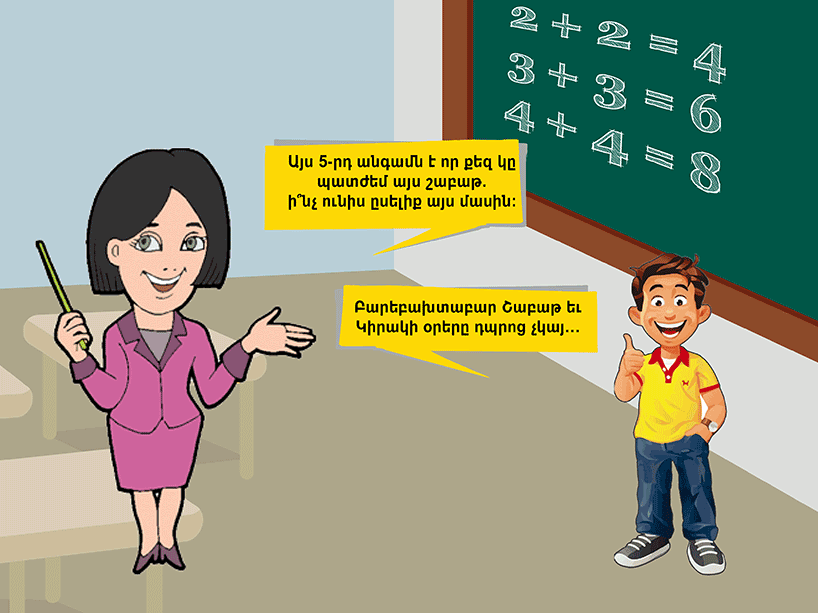 2 + 2 = 4
3 + 3 = 6
4 + 4 = 8
Այս 5-րդ անգամն է որ քեզ կը
պատժեմ այս շաբաթ.
ի՞նչ ունիս ըսելիք այս մասին:
Բարեբախտաբար Շաբաթ եւ
Կիրակի օրերը դպրոց չկայ...